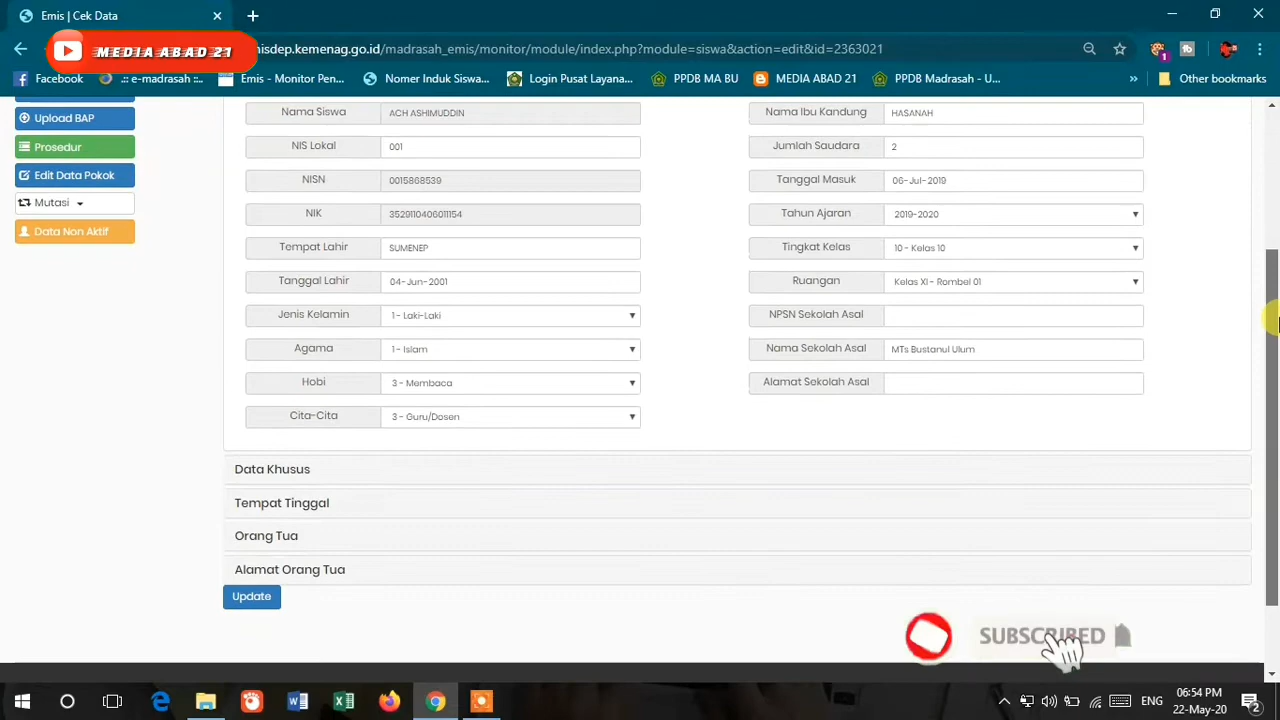 Emis | Cek Data
MEDIA ABAD 21
isdep.kemenag.go.id/madrasah_emis/monitor/module/index.php?module=siswa&action=edit&id=2363021
Facebook
.:: e-madrasah ::...
Emis - Monitor Pen...
Nomer Induk Siswa...
Login Pusat Layana...
PPDB MA BU
MEDIA ABAD 21
PPDB Madrasah - U...
»
Other bookmarks
Upload BAP
Prosedur
Edit Data Pokok
Mutasi
Data Non Aktif
Nama Siswa ACH ASHIMUDDIN
NIS Lokal 001
NISN 0015868539
NIK 3529110406011154
Tempat Lahir SUMENEP
Tanggal Lahir 04-Jun-2001
Jenis Kelamin 1 - Laki-Laki
Agama 1 - Islam
Hobi 3 - Membaca
Cita-Cita 3 - Guru/Dosen
Nama Ibu Kandung HASANAH
Jumlah Saudara 2
Tanggal Masuk 06-Jul-2019
Tahun Ajaran 2019-2020
Tingkat Kelas 10 - Kelas 10
Ruangan Kelas XI - Rombel 01
NPSN Sekolah Asal
Nama Sekolah Asal MTs Bustanul Ulum
Alamat Sekolah Asal
Data Khusus
Tempat Tinggal
Orang Tua
Alamat Orang Tua
Update
SUBSCRIBED
ENG
06:54 PM
22-May-20
2